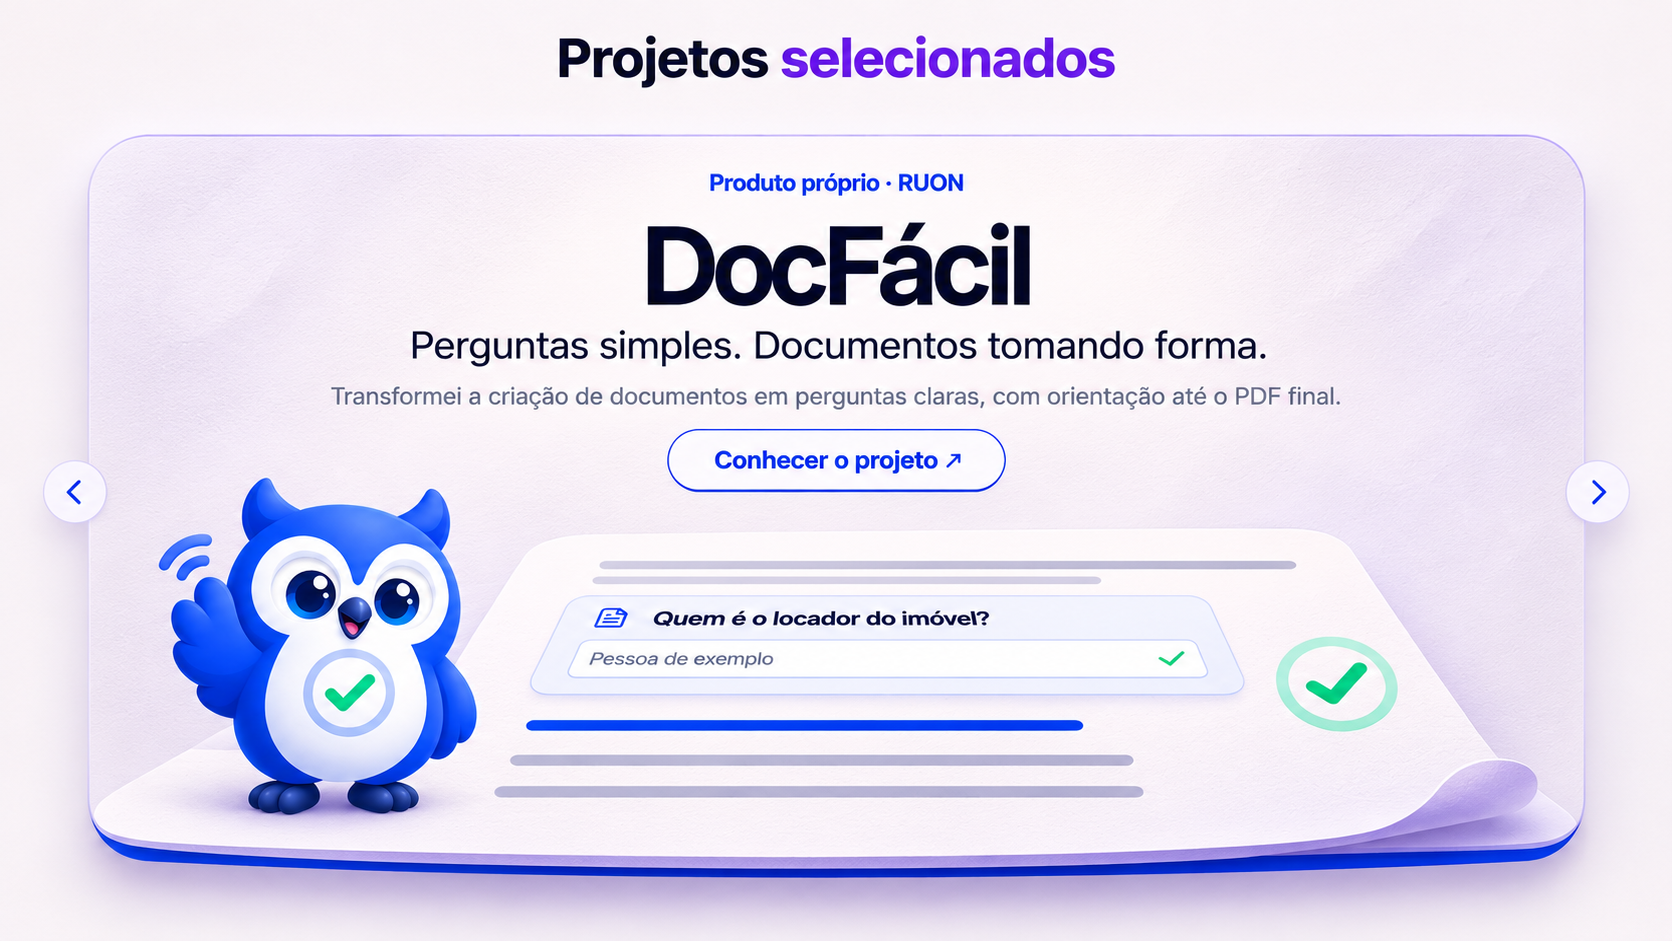 Projetos selecionados
Produto próprio · RUON
DocFácil
Perguntas simples. Documentos tomando forma.
Transformei a criação de documentos em perguntas claras, com orientação até o PDF final.
Conhecer o projeto ↗
Quem é o locador do imóvel?
Pessoa de exemplo